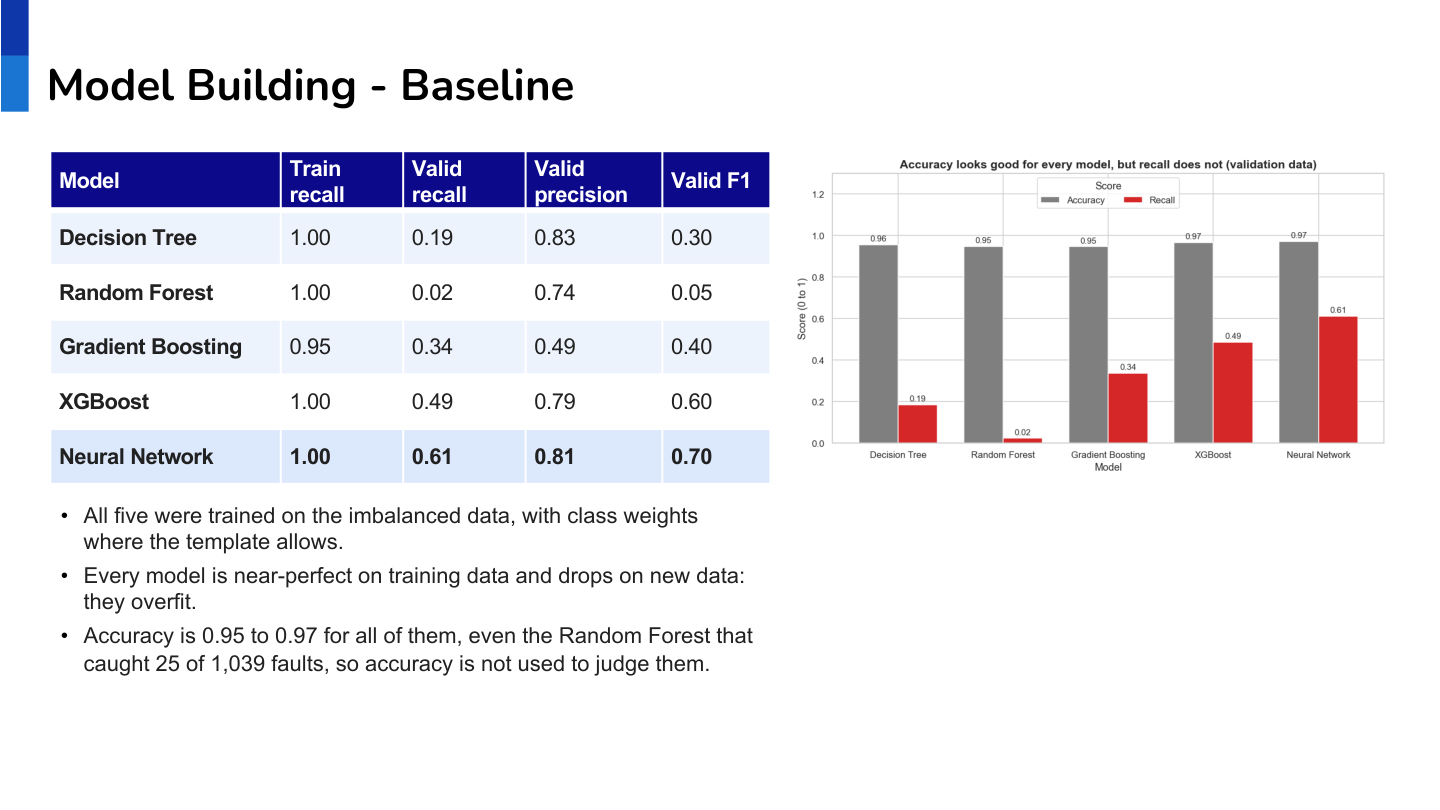 Model Building - Baseline
Model Train recall Valid recall Valid precision Valid F1
Decision Tree 1.00 0.19 0.83 0.30
Random Forest 1.00 0.02 0.74 0.05
Gradient Boosting 0.95 0.34 0.49 0.40
XGBoost 1.00 0.49 0.79 0.60
Neural Network 1.00 0.61 0.81 0.70
• All five were trained on the imbalanced data, with class weights
where the template allows.
• Every model is near-perfect on training data and drops on new data:
they overfit.
• Accuracy is 0.95 to 0.97 for all of them, even the Random Forest that
caught 25 of 1,039 faults, so accuracy is not used to judge them.
Accuracy looks good for every model, but recall does not (validation data)
Score
Accuracy Recall
Score (0 to 1)
1.2
1.0
0.8
0.6
0.4
0.2
0.0
0.96 0.95 0.95 0.97 0.97
0.19 0.02 0.34 0.49 0.61
Decision Tree Random Forest Gradient Boosting XGBoost Neural Network
Model